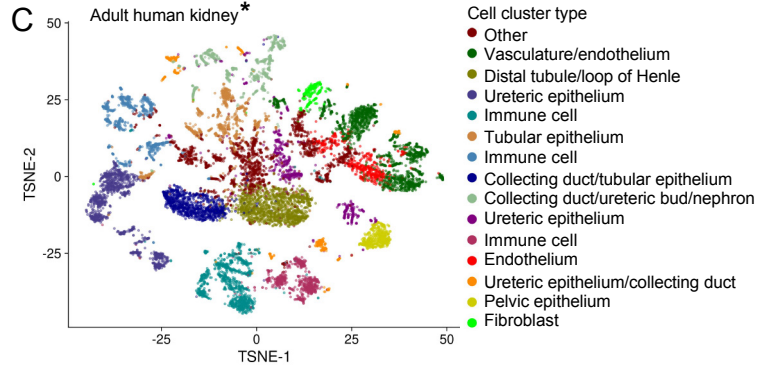 C
Adult human kidney*
50
25
0
-25
TSNE-2
-25
0
25
50
TSNE-1
Cell cluster type
Other
Vasculature/endothelium
Distal tubule/loop of Henle
Ureteric epithelium
Immune cell
Tubular epithelium
Immune cell
Collecting duct/tubular epithelium
Collecting duct/ureteric bud/nephron
Ureteric epithelium
Immune cell
Endothelium
Ureteric epithelium/collecting duct
Pelvic epithelium
Fibroblast